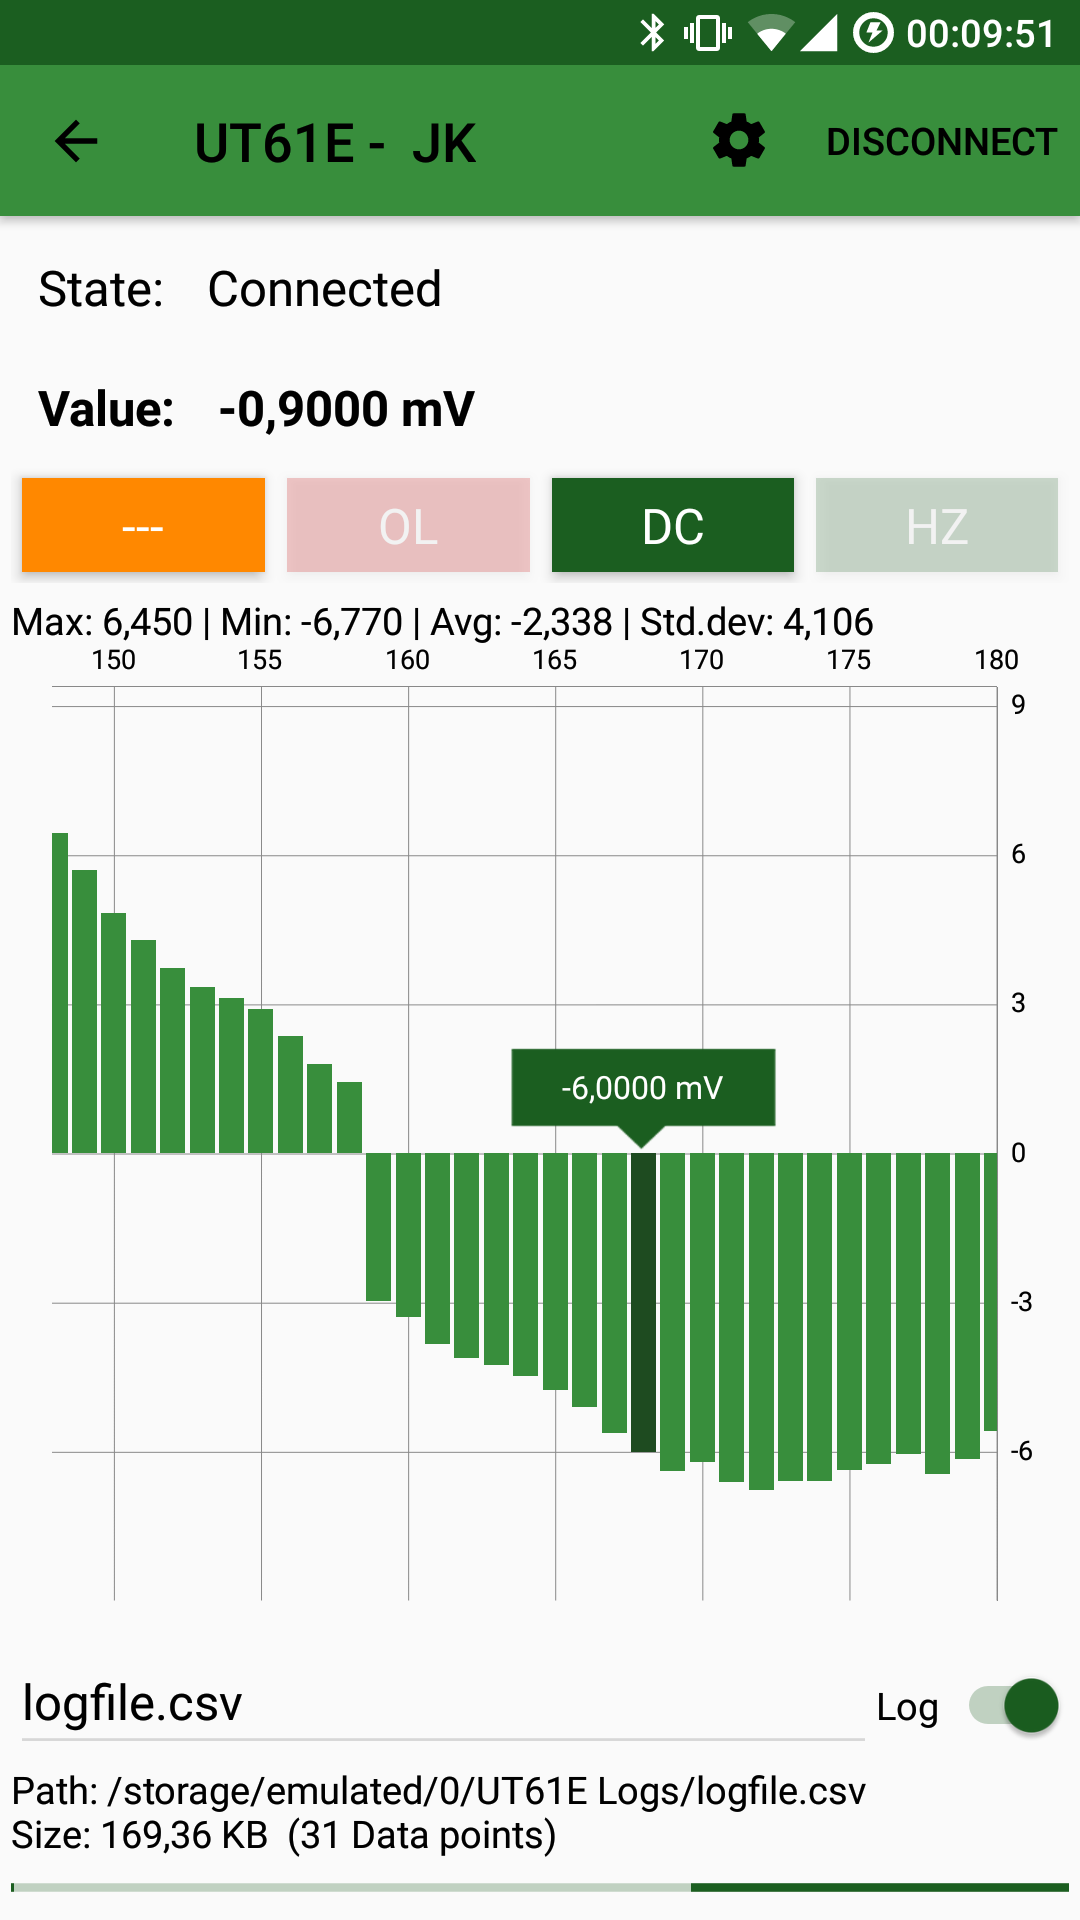 00:09:51
UT61E - JK DISCONNECT
State: Connected
Value: -0,9000 mV
--- OL DC HZ
Max: 6,450 | Min: -6,770 | Avg: -2,338 | Std.dev: 4,106
150 155 160 165 170 175 180
9
6
3
-6,0000 mV
0
-3
-6
logfile.csv Log
Path: /storage/emulated/0/UT61E Logs/logfile.csv
Size: 169,36 KB (31 Data points)